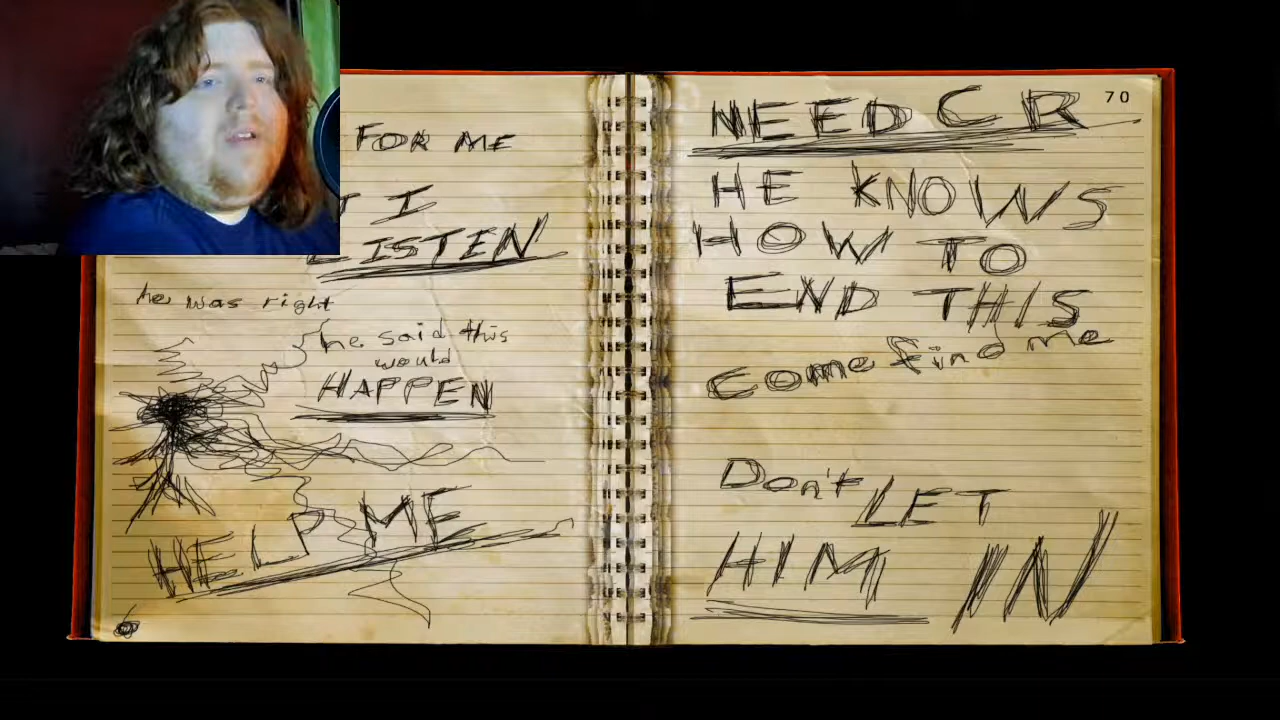 FOR ME
I
LISTEN
he was right
he said this
would
HAPPEN
HELP ME
70
NEED CR
HE KNOWS
HOW TO
END THIS
come find me
Don't LET
HIM IN